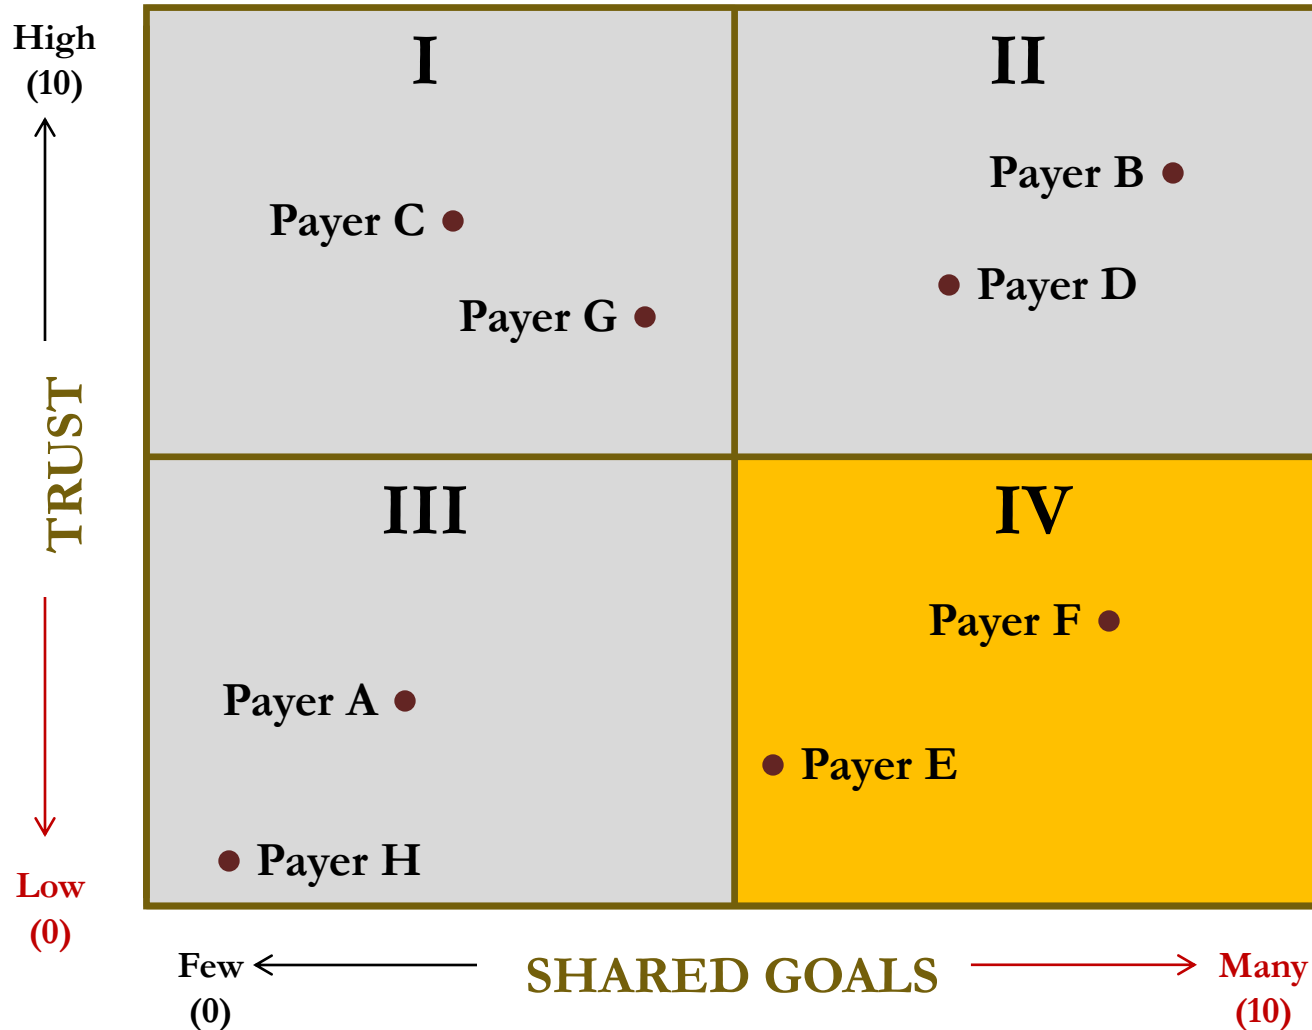 High
(10)
I
II
Payer B
Payer C
Payer D
Payer G
TRUST
III
IV
Payer F
Payer A
Payer E
Payer H
Low
(0)
Few
(0)
SHARED GOALS
Many
(10)